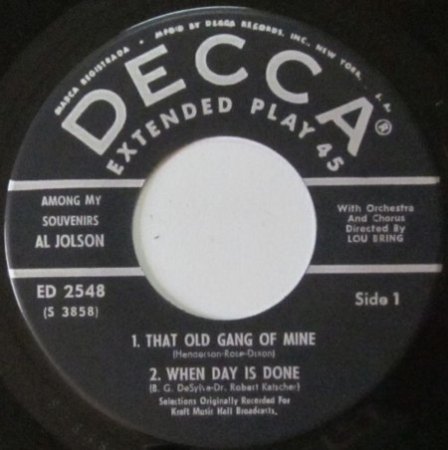 MARCA REGISTRADA • MFD'D BY DECCA RECORDS, INC., NEW YORK, U. S. A.
DECCA®
EXTENDED PLAY 45
AMONG MY
SOUVENIRS
AL JOLSON
With Orchestra
And Chorus
Directed By
LOU BRING
ED 2548
(S 3858)
Side 1
1. THAT OLD GANG OF MINE
(Henderson-Rose-Dixon)
2. WHEN DAY IS DONE
(B. G. DeSylva-Dr. Robert Katscher)
Selections Originally Recorded For
Kraft Music Hall Broadcasts.